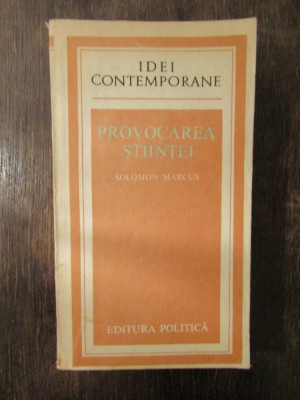 IDEI
CONTEMPORANE
PROVOCAREA
ȘTIINȚEI
SOLOMON MARCUS
EDITURA POLITICĂ